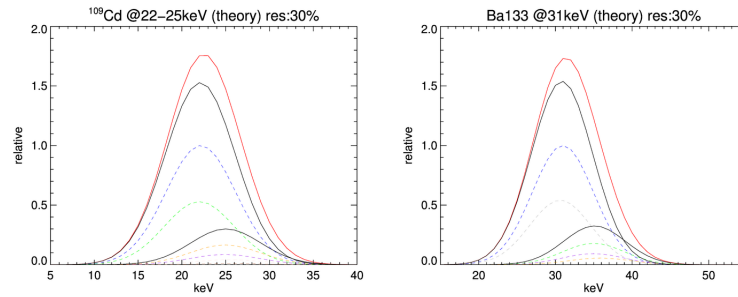 ¹⁰⁹Cd @22−25keV (theory) res:30%
2.0
1.5
1.0
0.5
0.0
relative
5 10 15 20 25 30 35 40
keV
Ba133 @31keV (theory) res:30%
2.0
1.5
1.0
0.5
0.0
relative
20 30 40 50
keV